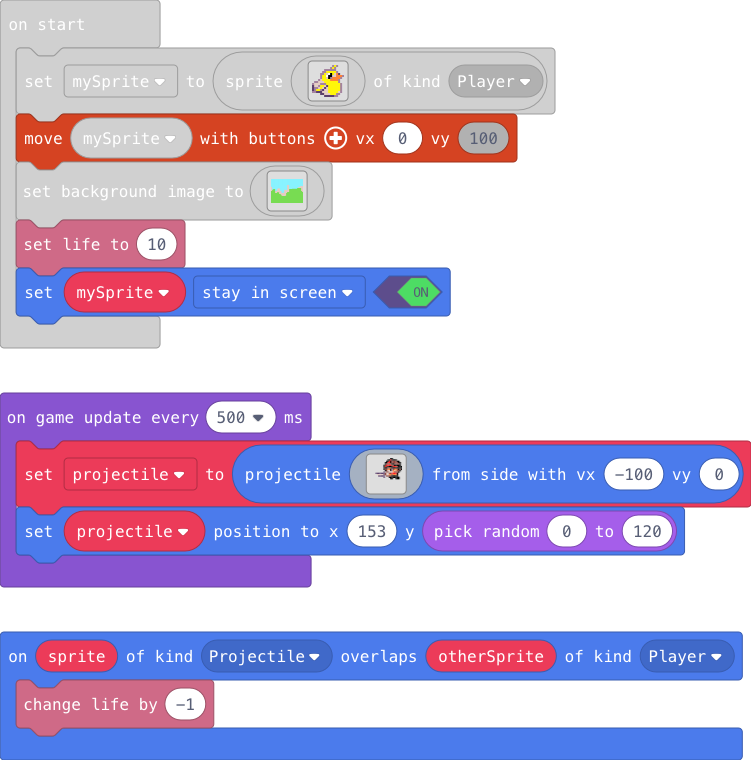 on start
set mySprite to sprite of kind Player
move mySprite with buttons vx 0 vy 100
set background image to
set life to 10
set mySprite stay in screen ON
on game update every 500 ms
set projectile to projectile from side with vx -100 vy 0
set projectile position to x 153 y pick random 0 to 120
on sprite of kind Projectile overlaps otherSprite of kind Player
change life by -1